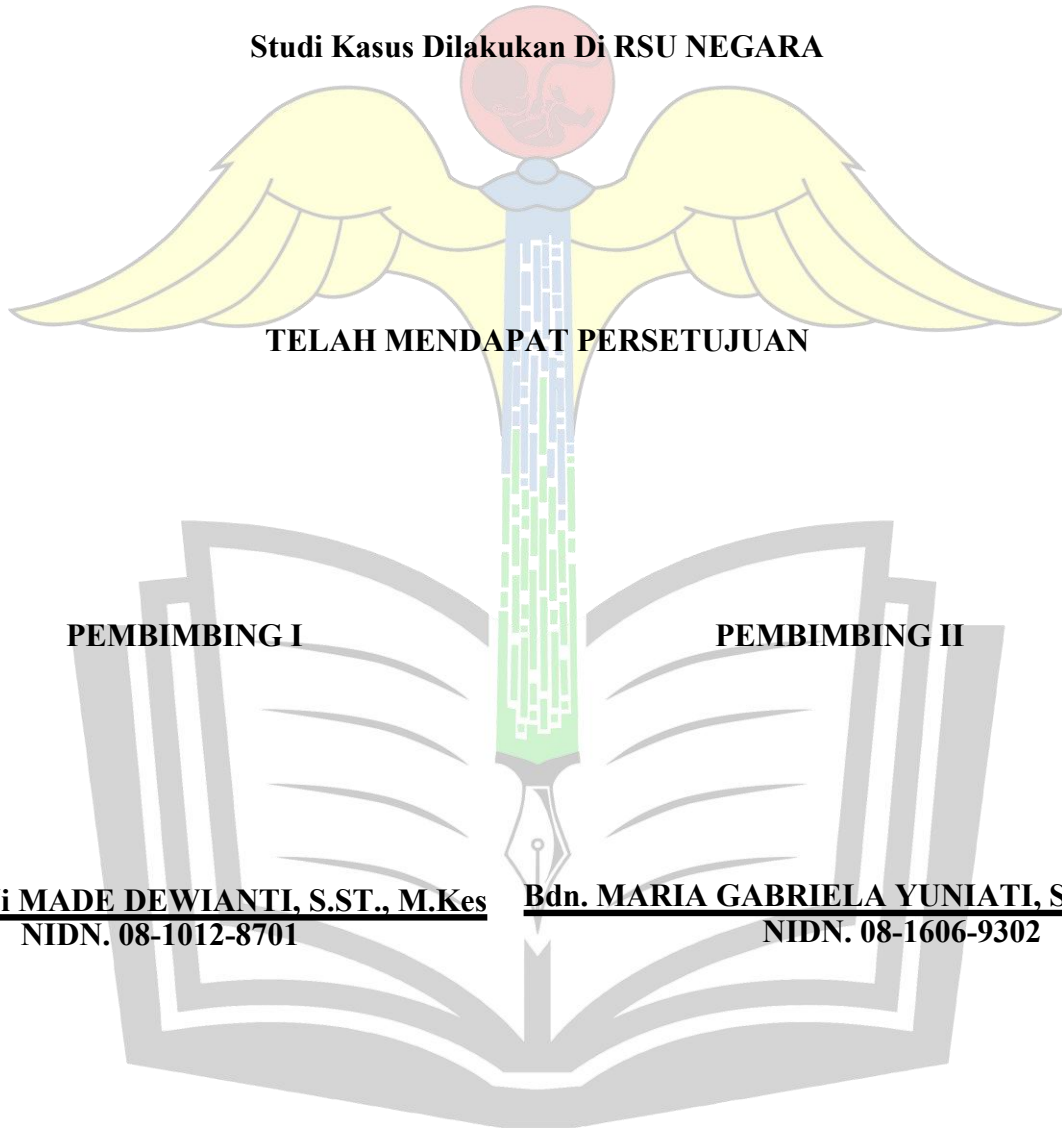 Studi Kasus Dilakukan Di RSU NEGARA
TELAH MENDAPAT PERSETUJUAN
PEMBIMBING I PEMBIMBING II
i MADE DEWIANTI, S.ST., M.Kes Bdn. MARIA GABRIELA YUNIATI, S
NIDN. 08-1012-8701 NIDN. 08-1606-9302